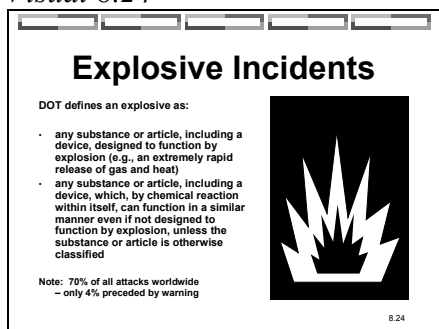 Visual 8.24
Explosive Incidents
DOT defines an explosive as:
· any substance or article, including a
device, designed to function by
explosion (e.g., an extremely rapid
release of gas and heat)
· any substance or article, including a
device, which, by chemical reaction
within itself, can function in a similar
manner even if not designed to
function by explosion, unless the
substance or article is otherwise
classified
Note: 70% of all attacks worldwide
– only 4% preceded by warning
8.24